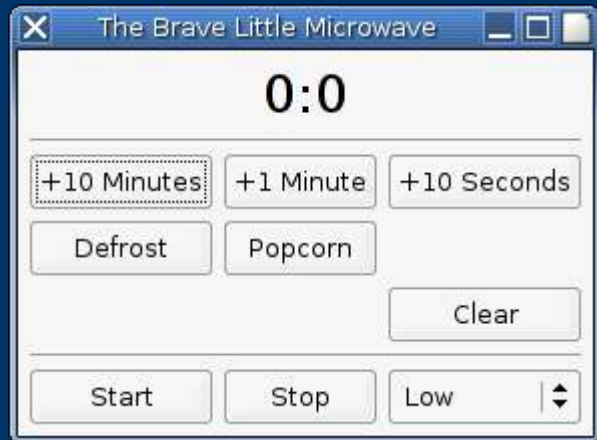 The Brave Little Microwave
0:0
+10 Minutes +1 Minute +10 Seconds
Defrost Popcorn
Clear
Start Stop Low